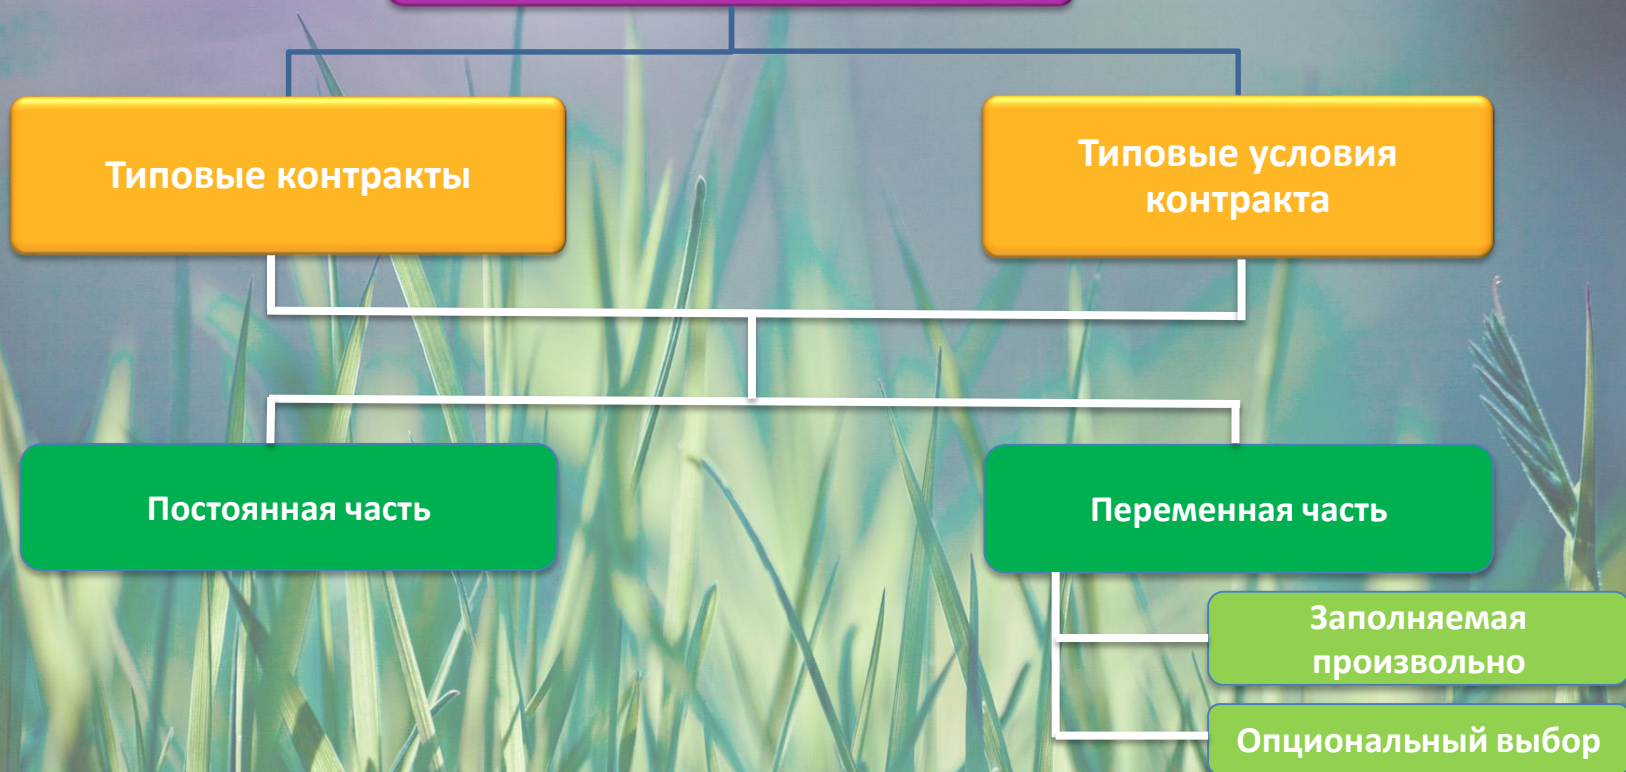 Типовые контракты
Типовые условия
контракта
Постоянная часть
Переменная часть
Заполняемая
произвольно
Опциональный выбор